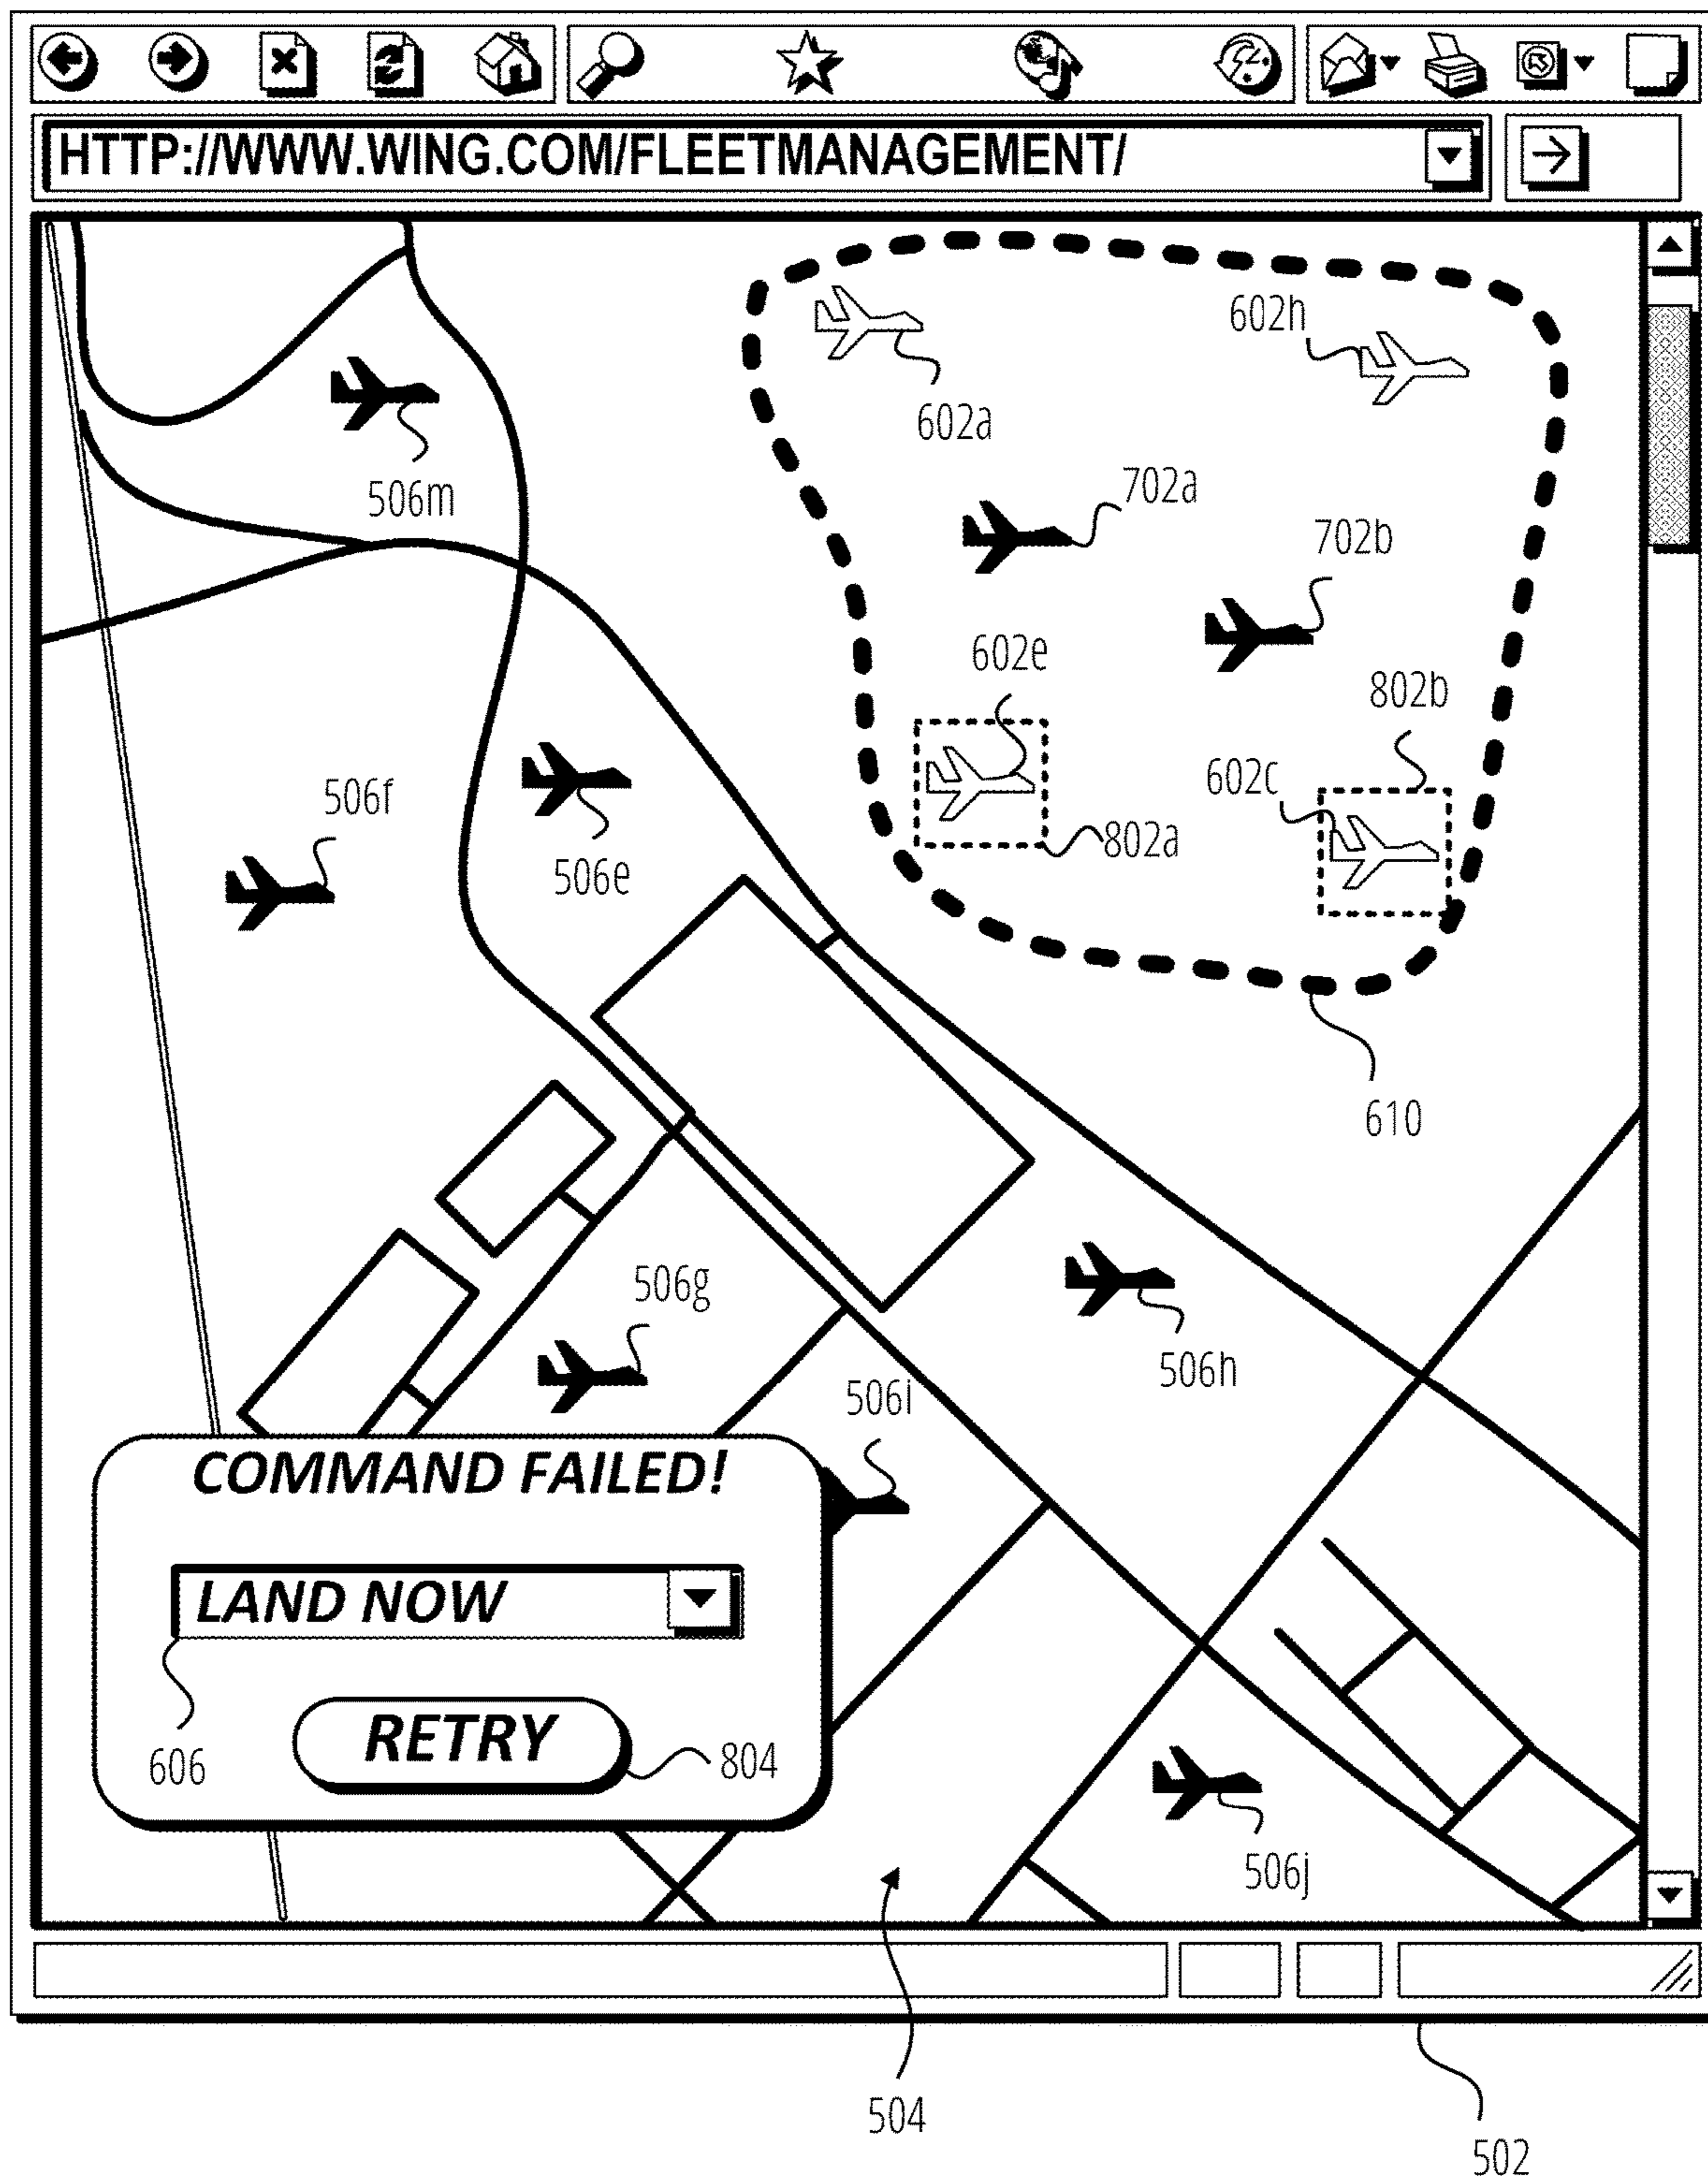 HTTP://WWW.WING.COM/FLEETMANAGEMENT/
602h
602a
506m
702a
702b
602e
802b
602c
506f
802a
506e
610
506g
506h
506i
COMMAND FAILED!
LAND NOW
RETRY
606
804
506j
504
502